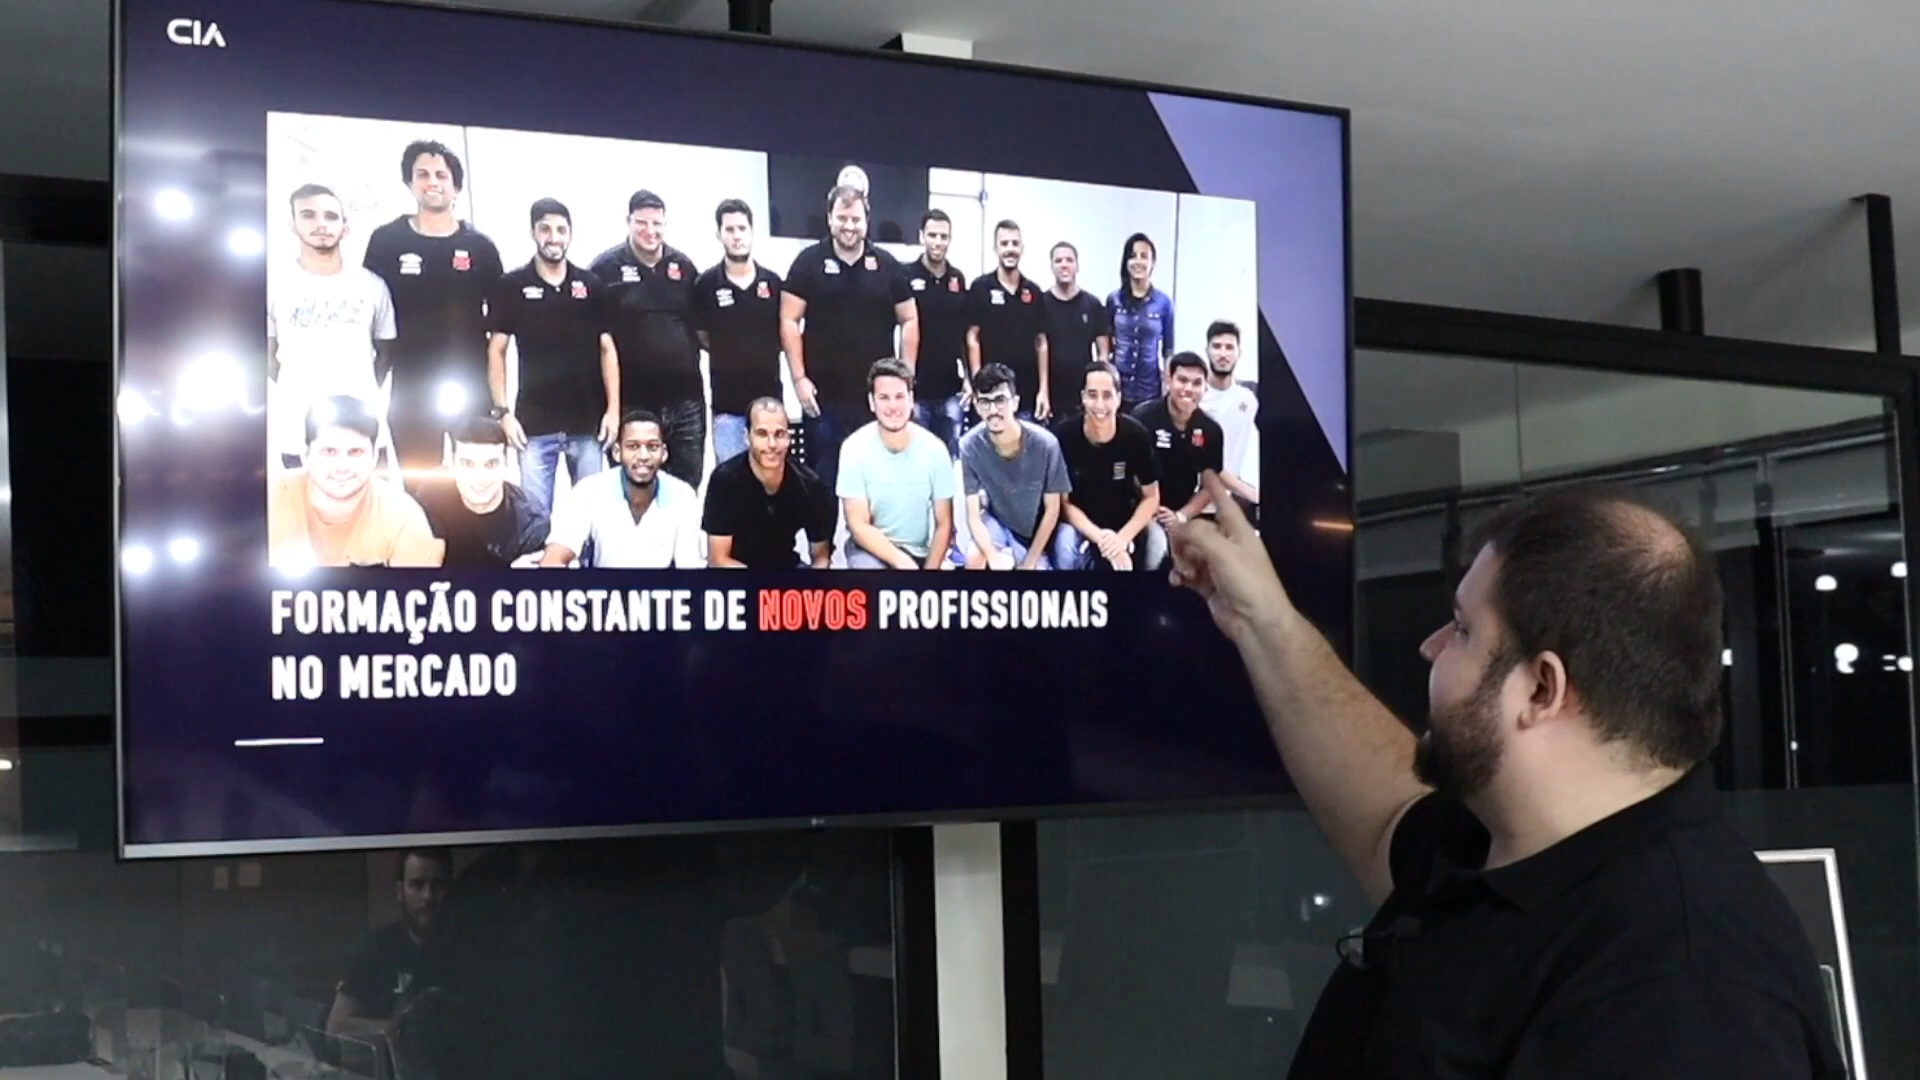 CIA
FORMAÇÃO CONSTANTE DE NOVOS PROFISSIONAIS
NO MERCADO